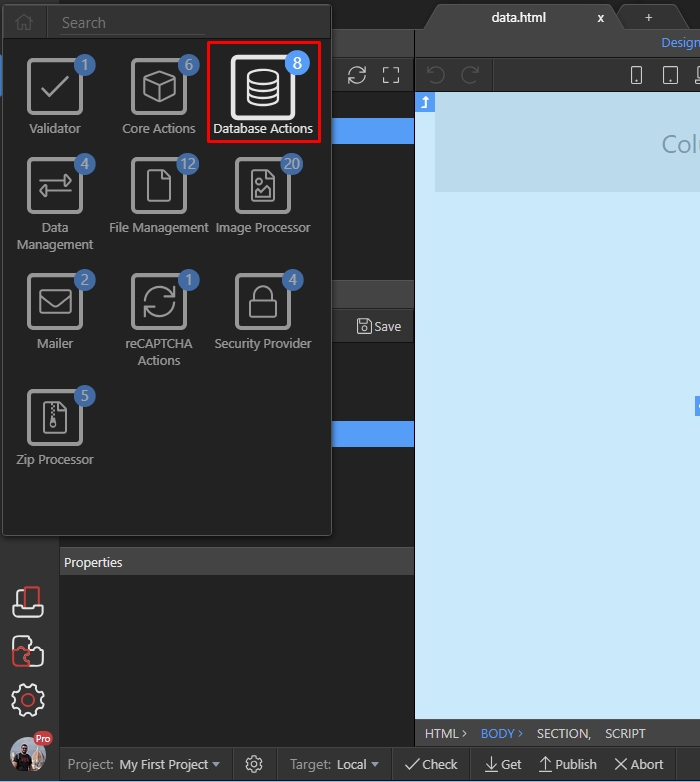 Search
data.html
x
+
Design
1
6
8
Validator
Core Actions
Database Actions
Colu
4
12
20
Data
Management
File Management
Image Processor
2
1
4
Save
Mailer
reCAPTCHA
Actions
Security Provider
5
Zip Processor
Properties
Pro
HTML > BODY > SECTION, SCRIPT
Project: My First Project Target: Local Check Get Publish Abort